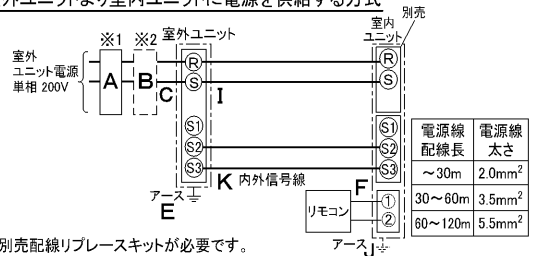 外ユニットより室内ユニットに電源を供給する方式
別売
※1 ※2 室外ユニット
室内
ユニット
室外
ユニット電源
単相 200V
A
B
C
R
S
I
R
S
S1
S2
S3
S1
S2
S3
K 内外信号線
アース
E
F
リモコン
①
②
アース
J
電源線
配線長
電源線
太さ
～30m 2.0mm²
30～60m 3.5mm²
60～120m 5.5mm²
別売配線リプレースキットが必要です。